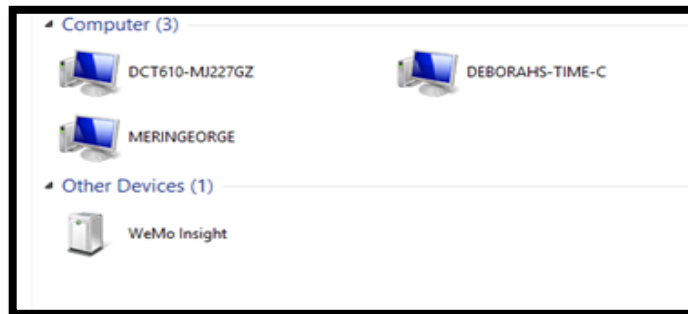 Computer (3)
DCT610-MJ227GZ DEBORAHS-TIME-C
MERINGEORGE
Other Devices (1)
WeMo Insight